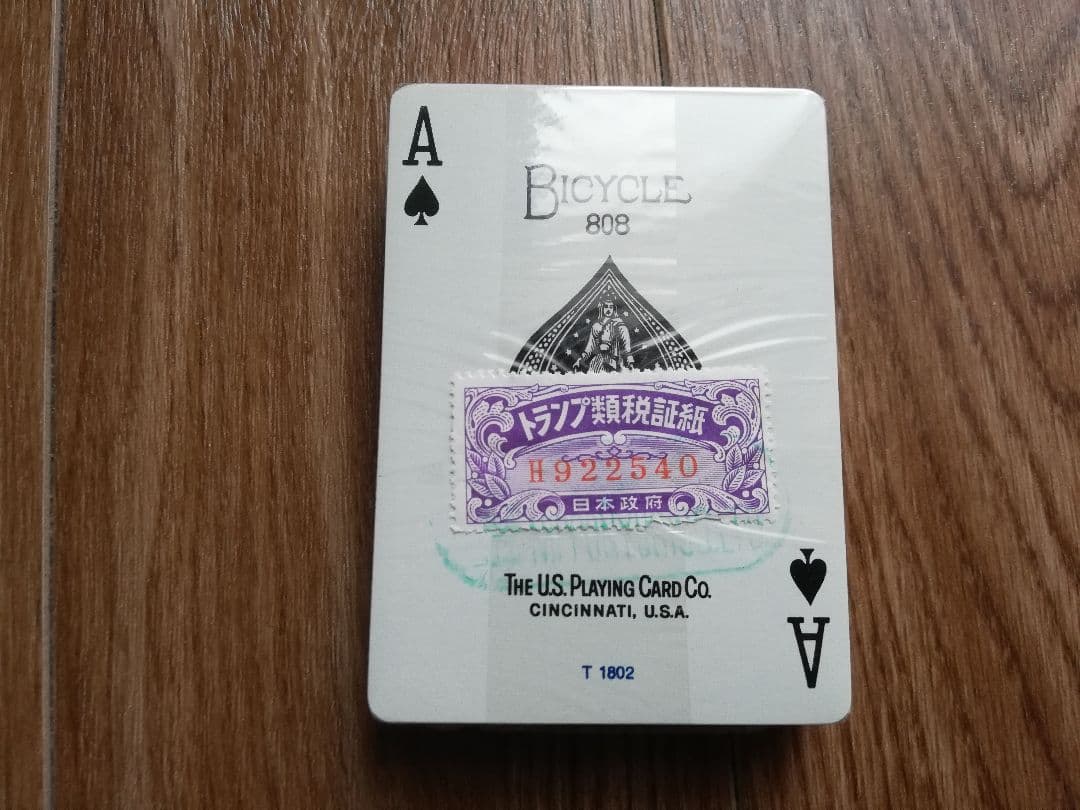 A
BICYCLE
808
トランプ類税証紙
H922540
日本政府
THE U.S. PLAYING CARD CO.
CINCINNATI, U.S.A.
T 1802
A